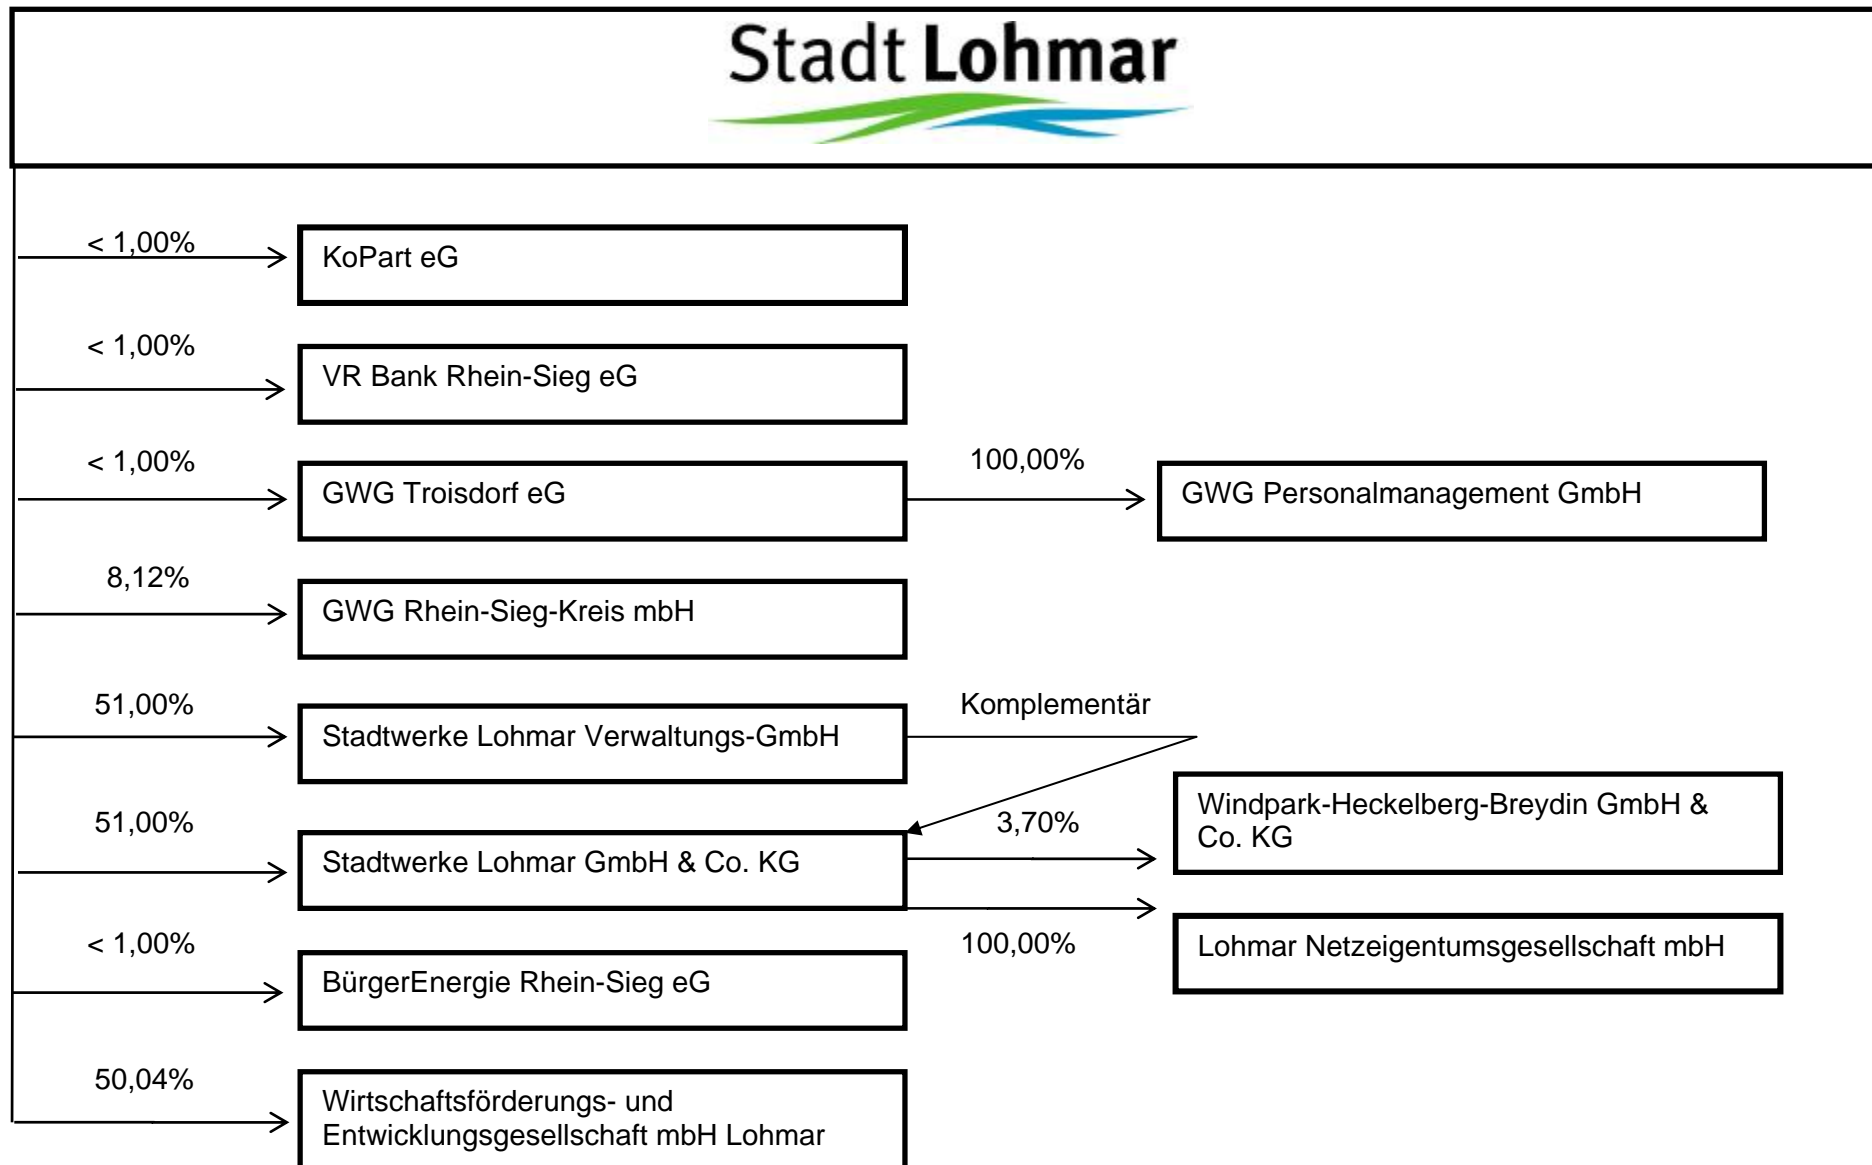 Stadt Lohmar
< 1,00%
KoPart eG
< 1,00%
VR Bank Rhein-Sieg eG
< 1,00%
GWG Troisdorf eG
100,00%
GWG Personalmanagement GmbH
8,12%
GWG Rhein-Sieg-Kreis mbH
51,00%
Stadtwerke Lohmar Verwaltungs-GmbH
Komplementär
51,00%
Stadtwerke Lohmar GmbH & Co. KG
3,70%
Windpark-Heckelberg-Breydin GmbH &
Co. KG
100,00%
Lohmar Netzeigentumsgesellschaft mbH
< 1,00%
BürgerEnergie Rhein-Sieg eG
50,04%
Wirtschaftsförderungs- und
Entwicklungsgesellschaft mbH Lohmar